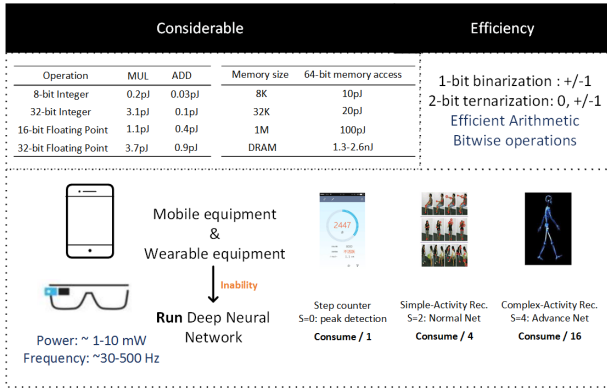 Considerable
Efficiency
Operation MUL ADD
8-bit Integer 0.2pJ 0.03pJ
32-bit Integer 3.1pJ 0.1pJ
16-bit Floating Point 1.1pJ 0.4pJ
32-bit Floating Point 3.7pJ 0.9pJ
Memory size 64-bit memory access
8K 10pJ
32K 20pJ
1M 100pJ
DRAM 1.3-2.6nJ
1-bit binarization : +/-1
2-bit ternarization: 0, +/-1
Efficient Arithmetic
Bitwise operations
Mobile equipment
&
Wearable equipment
Inability
Run Deep Neural
Network
Power: ~ 1-10 mW
Frequency: ~30-500 Hz
2447
Step counter
S=0: peak detection
Consume / 1
Simple-Activity Rec.
S=2: Normal Net
Consume / 4
Complex-Activity Rec.
S=4: Advance Net
Consume / 16